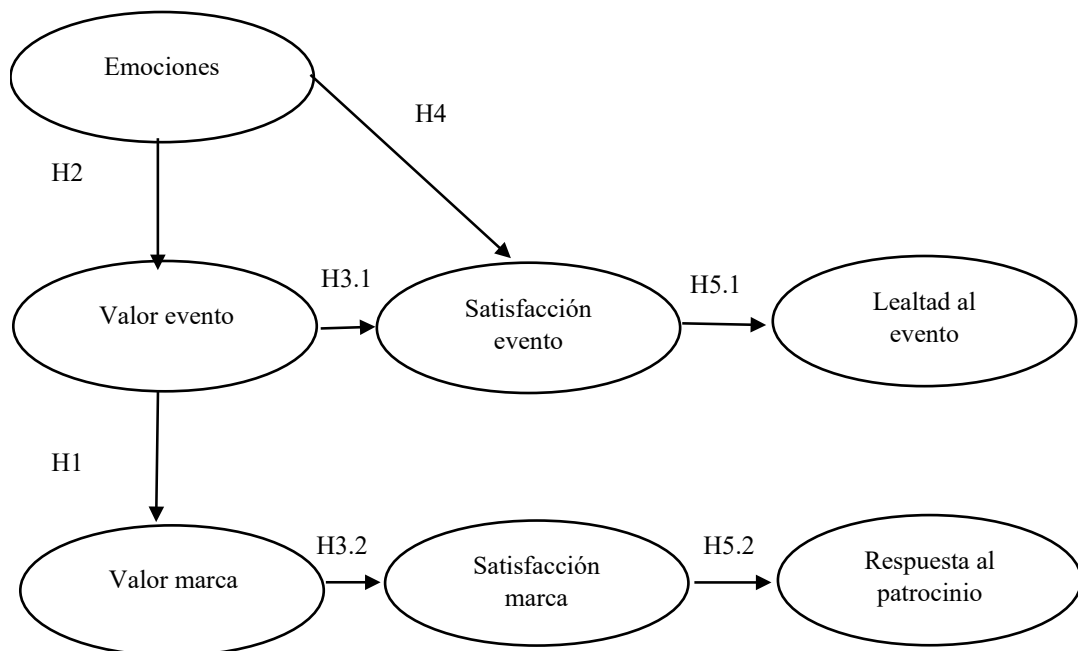 Emociones
H4
H2
Valor evento
H3.1
Satisfacción
evento
H5.1
Lealtad al
evento
H1
Valor marca
H3.2
Satisfacción
marca
H5.2
Respuesta al
patrocinio